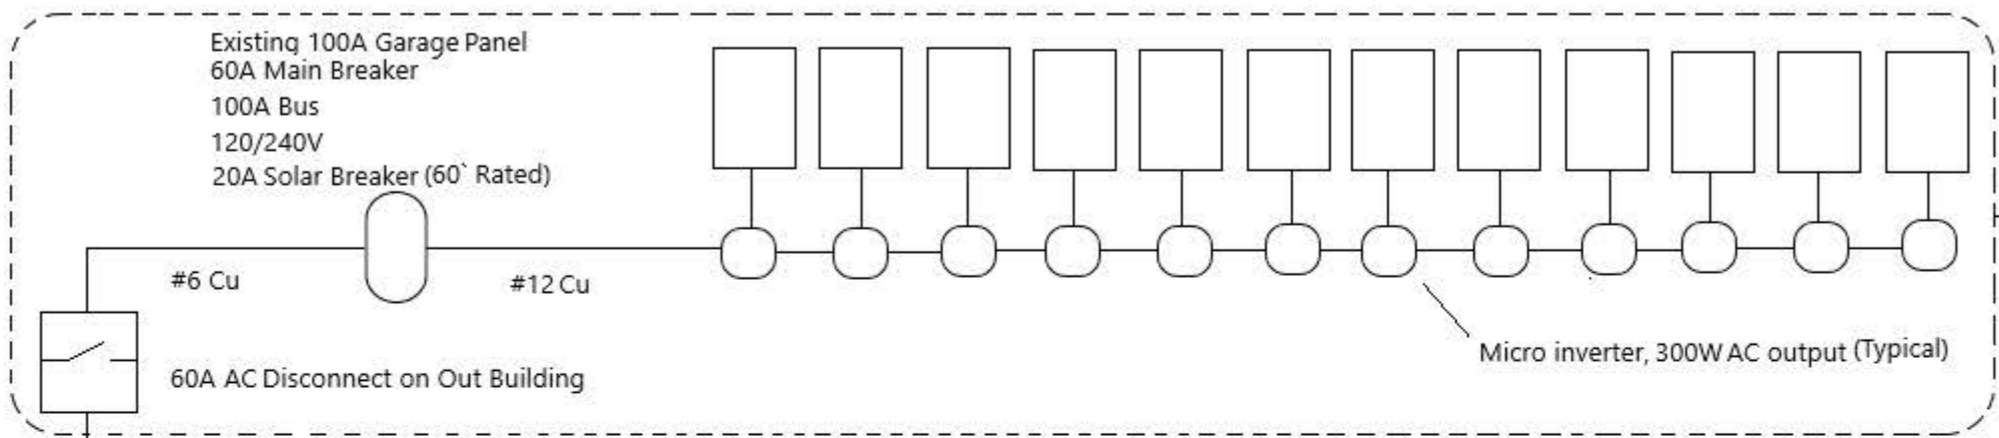 Existing 100A Garage Panel
60A Main Breaker
100A Bus
120/240V
20A Solar Breaker (60` Rated)
#6 Cu
#12 Cu
Micro inverter, 300W AC output (Typical)
60A AC Disconnect on Out Building